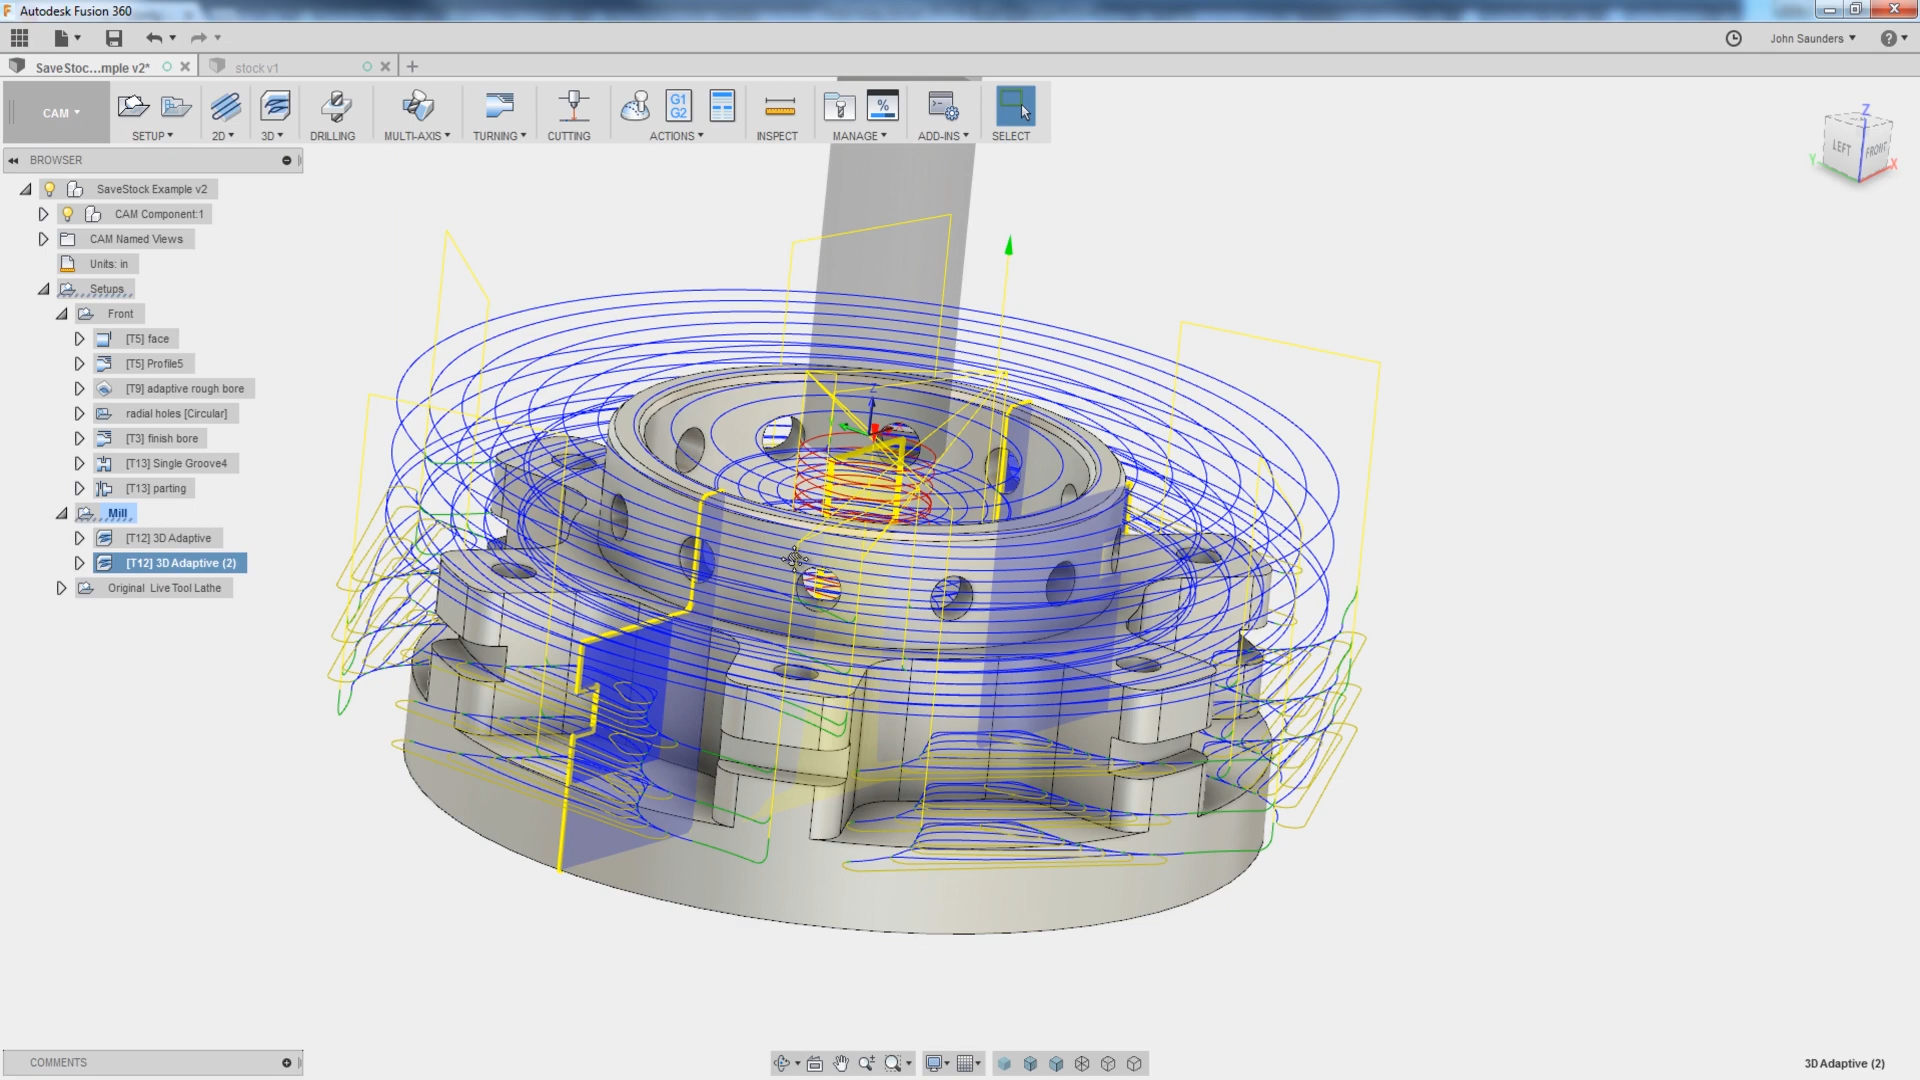 Autodesk Fusion 360
John Saunders
SaveStoc...mple v2*
stock v1
CAM
G1
G2
%
SETUP
2D
3D
DRILLING
MULTI-AXIS
TURNING
CUTTING
ACTIONS
INSPECT
MANAGE
ADD-INS
SELECT
BROWSER
SaveStock Example v2
CAM Component:1
CAM Named Views
Units: in
Setups
Front
[T5] face
[T5] Profile5
[T9] adaptive rough bore
radial holes [Circular]
[T3] finish bore
[T13] Single Groove4
[T13] parting
Mill
[T12] 3D Adaptive
[T12] 3D Adaptive (2)
Original Live Tool Lathe
Z
LEFT
FRONT
Y
X
Z
COMMENTS
3D Adaptive (2)